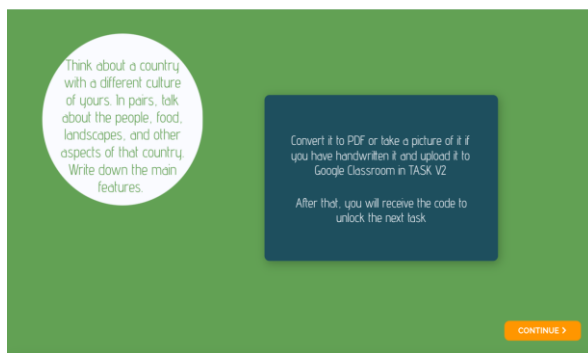 Think about a country
with a different culture
of yours. In pairs, talk
about the people, food,
landscapes, and other
aspects of that country.
Write down the main
features.
Convert it to PDF or take a picture of it if
you have handwritten it and upload it to
Google Classroom in TASK V2
After that, you will receive the code to
unlock the next task
CONTINUE >